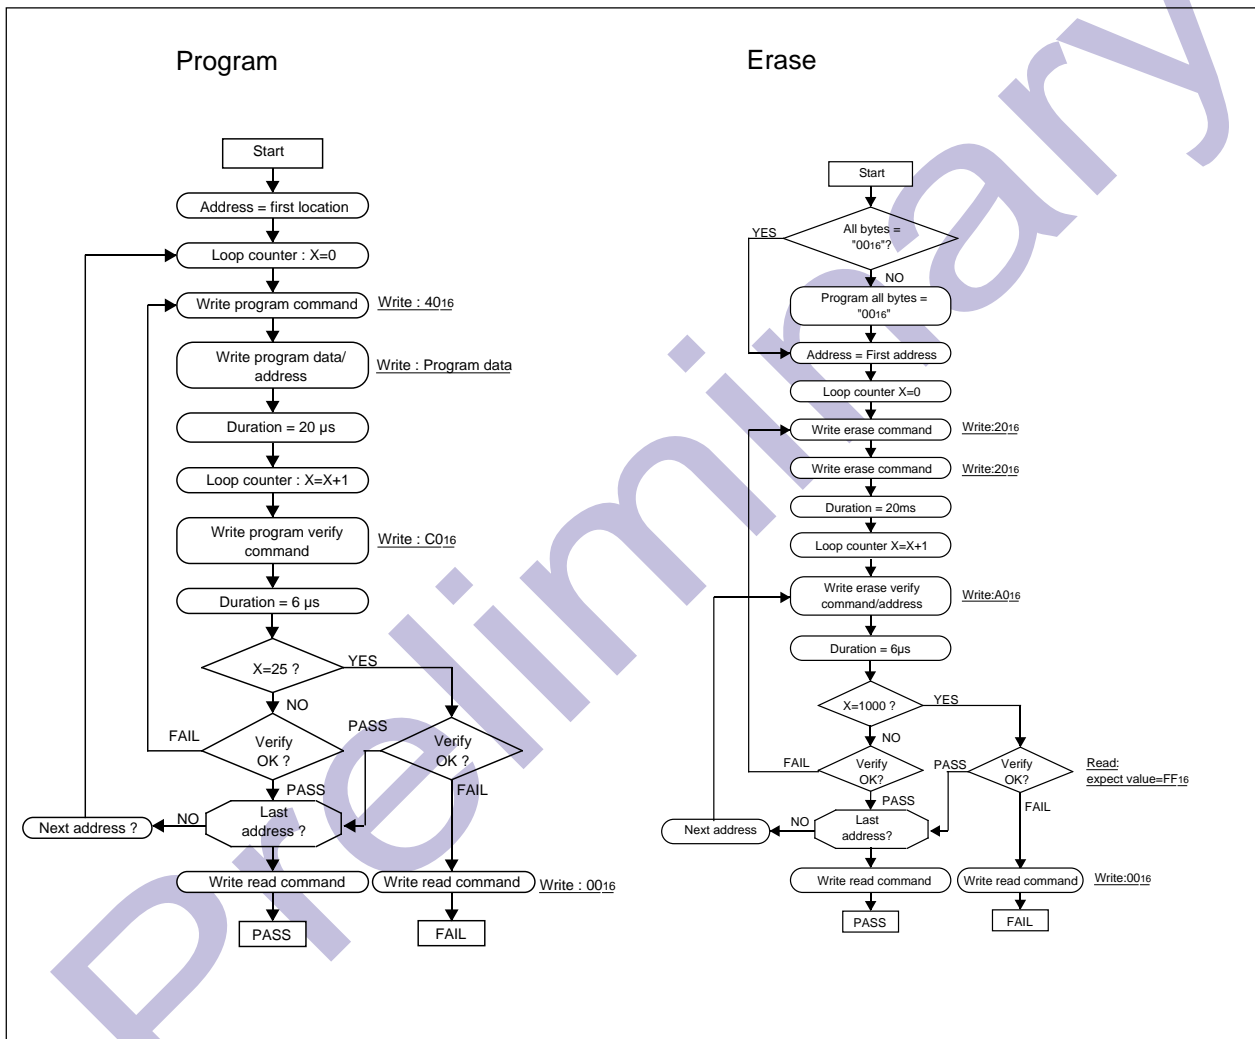 Program
Start
Address = first location
Loop counter : X=0
Write program command
Write : 4016
Write program data/
address
Write : Program data
Duration = 20 µs
Loop counter : X=X+1
Write program verify
command
Write : C016
Duration = 6 µs
X=25 ?
YES
NO
FAIL
Verify
OK ?
PASS
Verify
OK ?
PASS
FAIL
Last
address ?
NO
Next address ?
Write read command
Write read command
Write : 0016
PASS
FAIL
Erase
Start
All bytes =
"0016"?
YES
NO
Program all bytes =
"0016"
Address = First address
Loop counter X=0
Write erase command
Write:2016
Write erase command
Write:2016
Duration = 20ms
Loop counter X=X+1
Write erase verify
command/address
Write:A016
Duration = 6µs
X=1000 ?
YES
NO
FAIL
Verify
OK?
PASS
Verify
OK?
Read:
expect value=FF16
PASS
FAIL
Last
address?
NO
Next address
Write read command
Write read command
Write:0016
PASS
FAIL
Preliminary